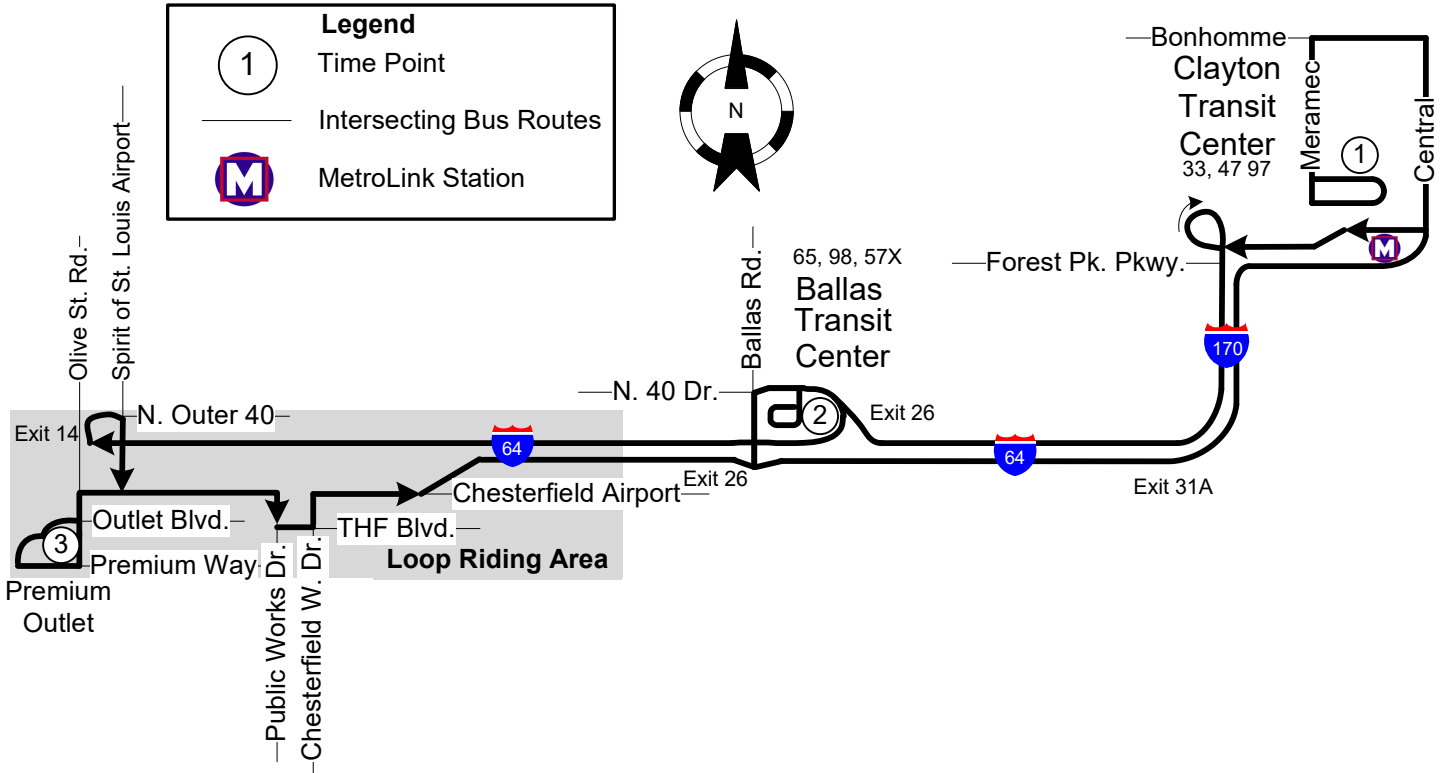 Legend
1
Time Point
Intersecting Bus Routes
M
MetroLink Station
N
Bonhomme
Clayton
Transit
Center
33, 47 97
Meramec
1
Central
M
Forest Pk. Pkwy.
170
Olive St. Rd.
Spirit of St. Louis Airport
Ballas Rd.
65, 98, 57X
Ballas
Transit
Center
N. 40 Dr.
2
Exit 26
N. Outer 40
Exit 14
64
64
Exit 26
Exit 31A
Chesterfield Airport
Outlet Blvd.
THF Blvd.
3
Premium Way
Loop Riding Area
Premium
Outlet
Public Works Dr.
Chesterfield W. Dr.